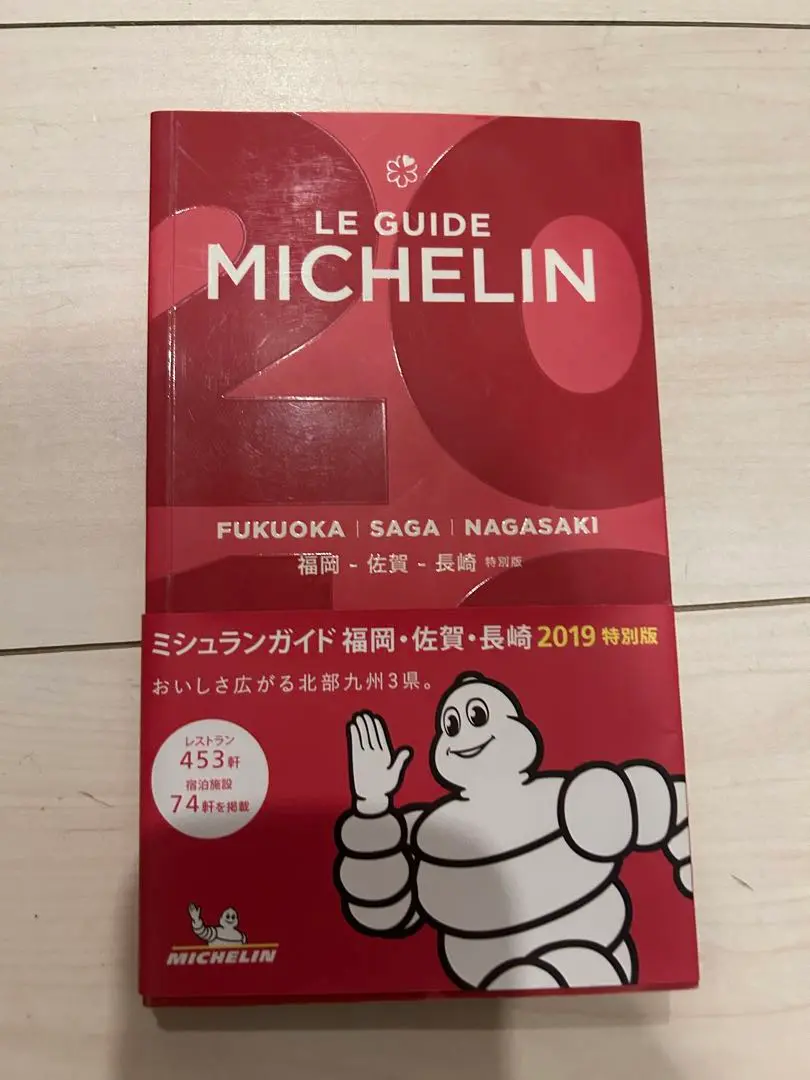 LE GUIDE
MICHELIN
20
FUKUOKA | SAGA | NAGASAKI
福岡 - 佐賀 - 長崎 特別版
ミシュランガイド 福岡・佐賀・長崎 2019 特別版
おいしさ広がる北部九州3県。
レストラン
453軒
宿泊施設
74軒を掲載
MICHELIN